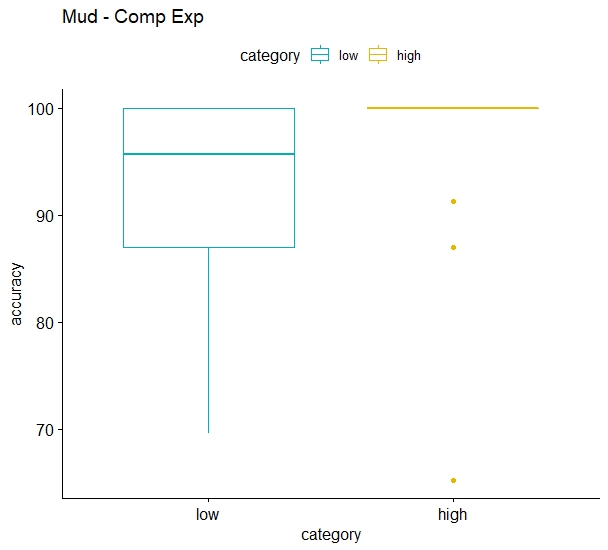 Mud - Comp Exp
category low high
100
90
80
70
accuracy
low high
category